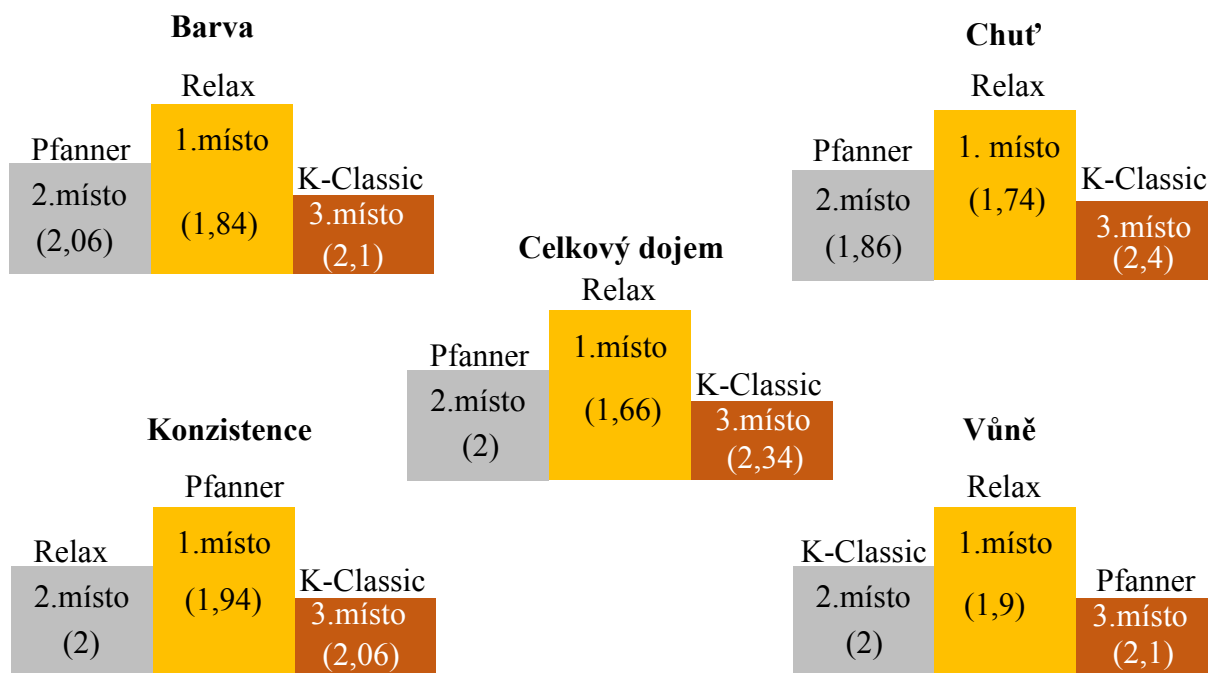 Barva
Relax
1.místo
(1,84)
Pfanner
2.místo
(2,06)
K-Classic
3.místo
(2,1)
Chuť
Relax
1. místo
(1,74)
Pfanner
2.místo
(1,86)
K-Classic
3.místo
(2,4)
Celkový dojem
Relax
1.místo
(1,66)
Pfanner
2.místo
(2)
K-Classic
3.místo
(2,34)
Konzistence
Pfanner
1.místo
(1,94)
Relax
2.místo
(2)
K-Classic
3.místo
(2,06)
Vůně
Relax
1.místo
(1,9)
K-Classic
2.místo
(2)
Pfanner
3.místo
(2,1)